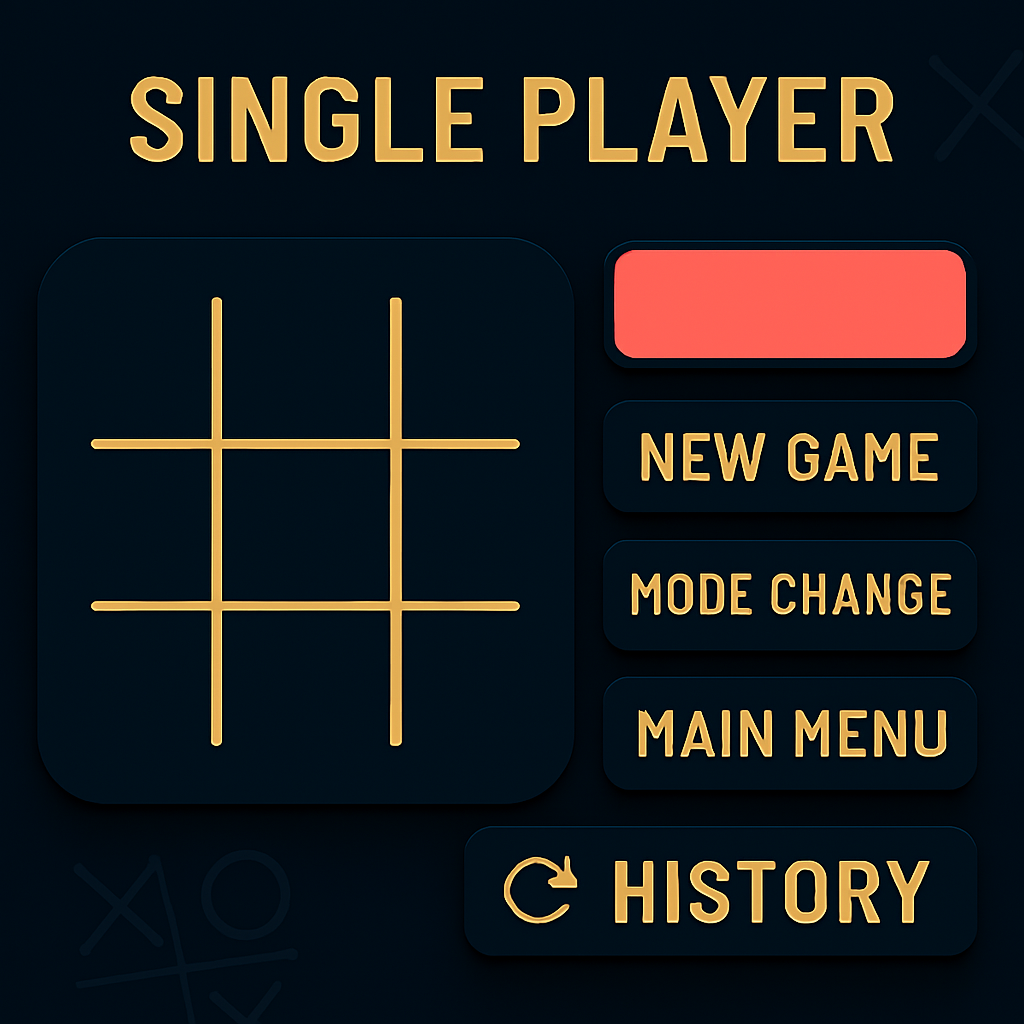 SINGLE PLAYER
NEW GAME
MODE CHANGE
MAIN MENU
HISTORY